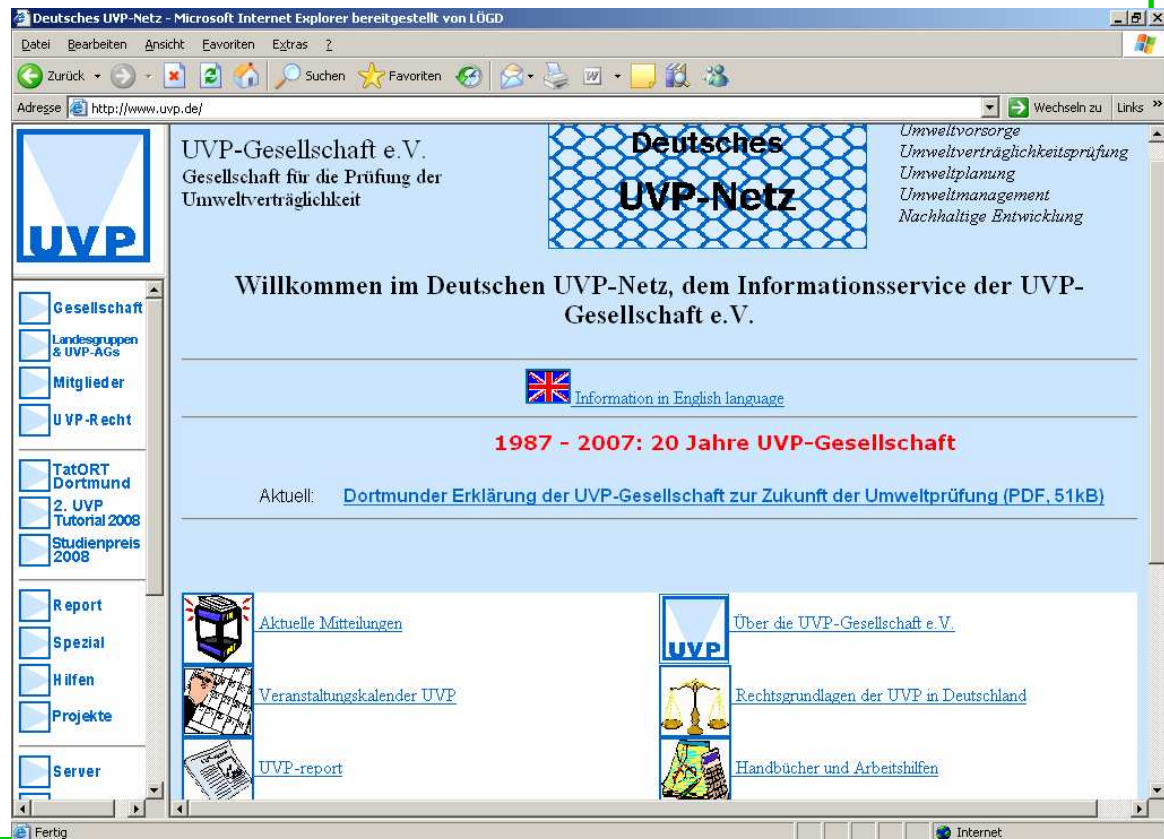 Deutsches UVP-Netz - Microsoft Internet Explorer bereitgestellt von LÖGD
Datei Bearbeiten Ansicht Favoriten Extras ?
Zurück Suchen Favoriten
Adresse http://www.uvp.de/ Wechseln zu Links »
UVP
Gesellschaft
Landesgruppen
& UVP-AGs
Mitglieder
UVP-Recht
TatORT
Dortmund
2. UVP
Tutorial 2008
Studienpreis
2008
Report
Spezial
Hilfen
Projekte
Server
UVP-Gesellschaft e.V.
Gesellschaft für die Prüfung der
Umweltverträglichkeit
Deutsches
UVP-Netz
Umweltvorsorge
Umweltverträglichkeitsprüfung
Umweltplanung
Umweltmanagement
Nachhaltige Entwicklung
Willkommen im Deutschen UVP-Netz, dem Informationsservice der UVP-
Gesellschaft e.V.
Information in English language
1987 - 2007: 20 Jahre UVP-Gesellschaft
Aktuell: Dortmunder Erklärung der UVP-Gesellschaft zur Zukunft der Umweltprüfung (PDF, 51kB)
Aktuelle Mitteilungen
UVP
Über die UVP-Gesellschaft e.V.
Veranstaltungskalender UVP
Rechtsgrundlagen der UVP in Deutschland
UVP-report
Handbücher und Arbeitshilfen
Fertig Internet